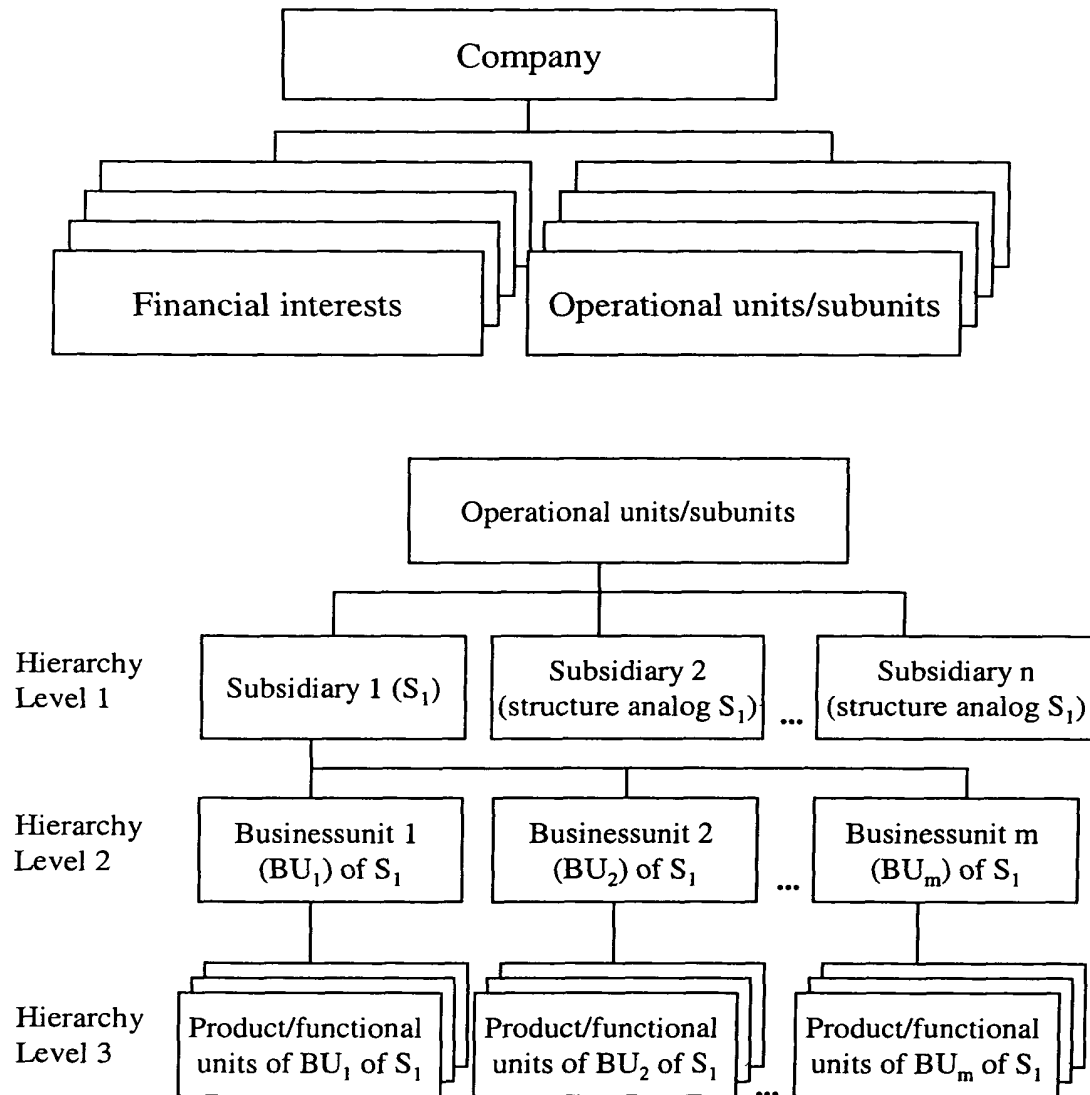 Company
Financial interests
Operational units/subunits
Operational units/subunits
Hierarchy
Level 1
Subsidiary 1 (S₁)
Subsidiary 2
(structure analog S₁)
...
Subsidiary n
(structure analog S₁)
Hierarchy
Level 2
Businessunit 1
(BU₁) of S₁
Businessunit 2
(BU₂) of S₁
...
Businessunit m
(BUₘ) of S₁
Hierarchy
Level 3
Product/functional
units of BU₁ of S₁
Product/functional
units of BU₂ of S₁
...
Product/functional
units of BUₘ of S₁